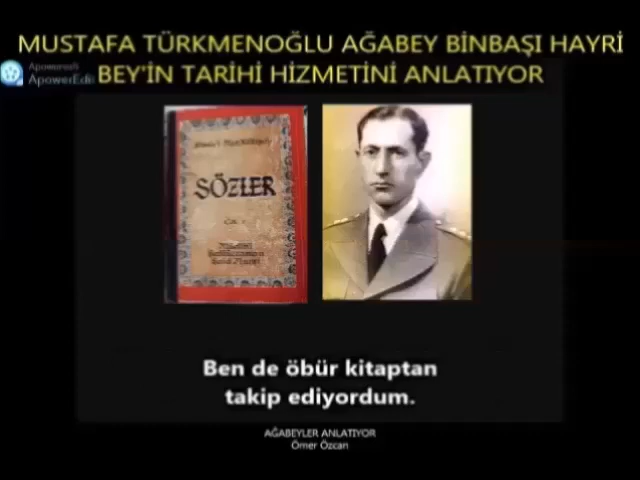 MUSTAFA TÜRKMENOĞLU AĞABEY BİNBAŞI HAYRİ
BEY'İN TARİHİ HİZMETİNİ ANLATIYOR
Apowersoft
ApowerEdit
SÖZLER
Ben de öbür kitaptan
takip ediyordum.
AĞABEYLER ANLATIYOR
Ömer Özcan